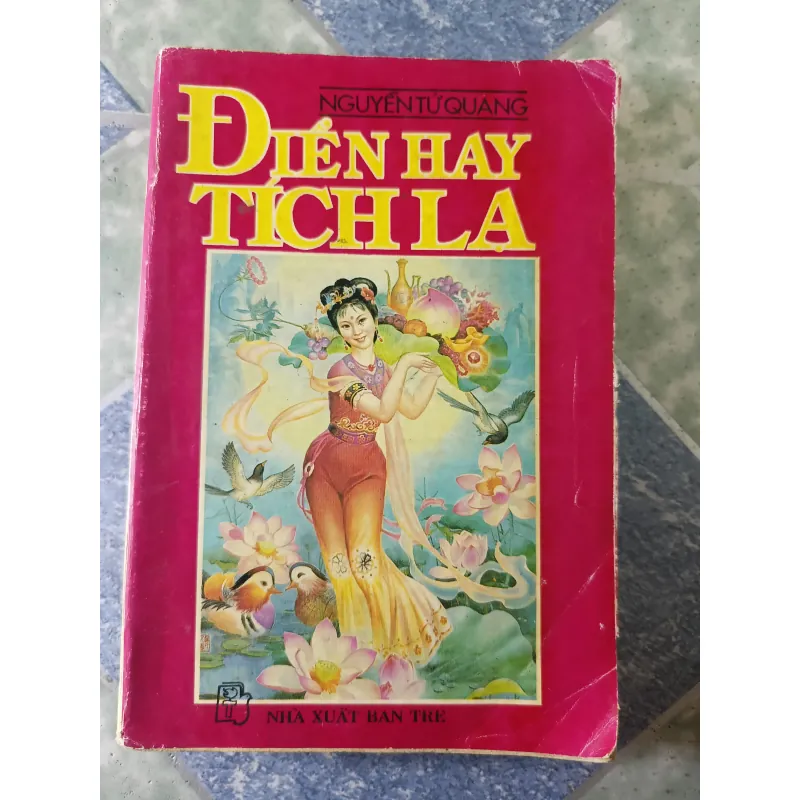 NGUYỄN TỬ QUANG
ĐIỂN HAY
TÍCH LẠ
NHÀ XUẤT BẢN TRẺ